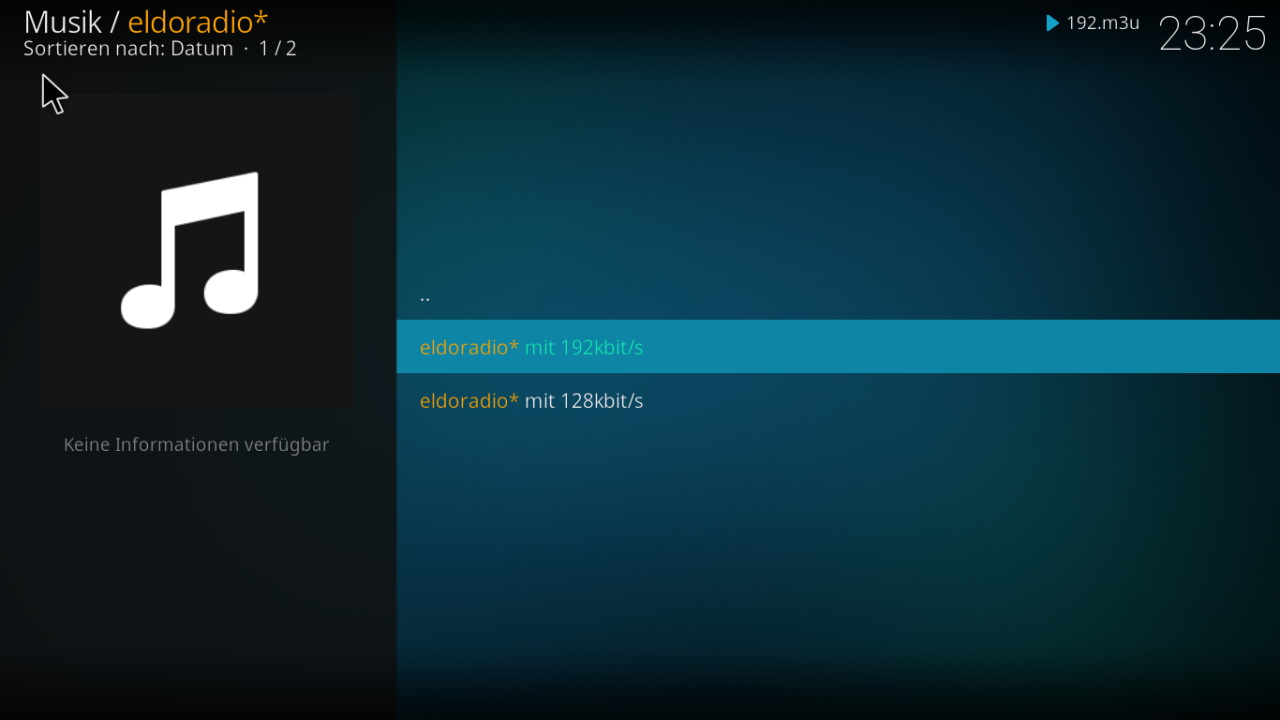 Musik / eldoradio*
Sortieren nach: Datum · 1 / 2
192.m3u
23:25
..
eldoradio* mit 192kbit/s
eldoradio* mit 128kbit/s
Keine Informationen verfügbar